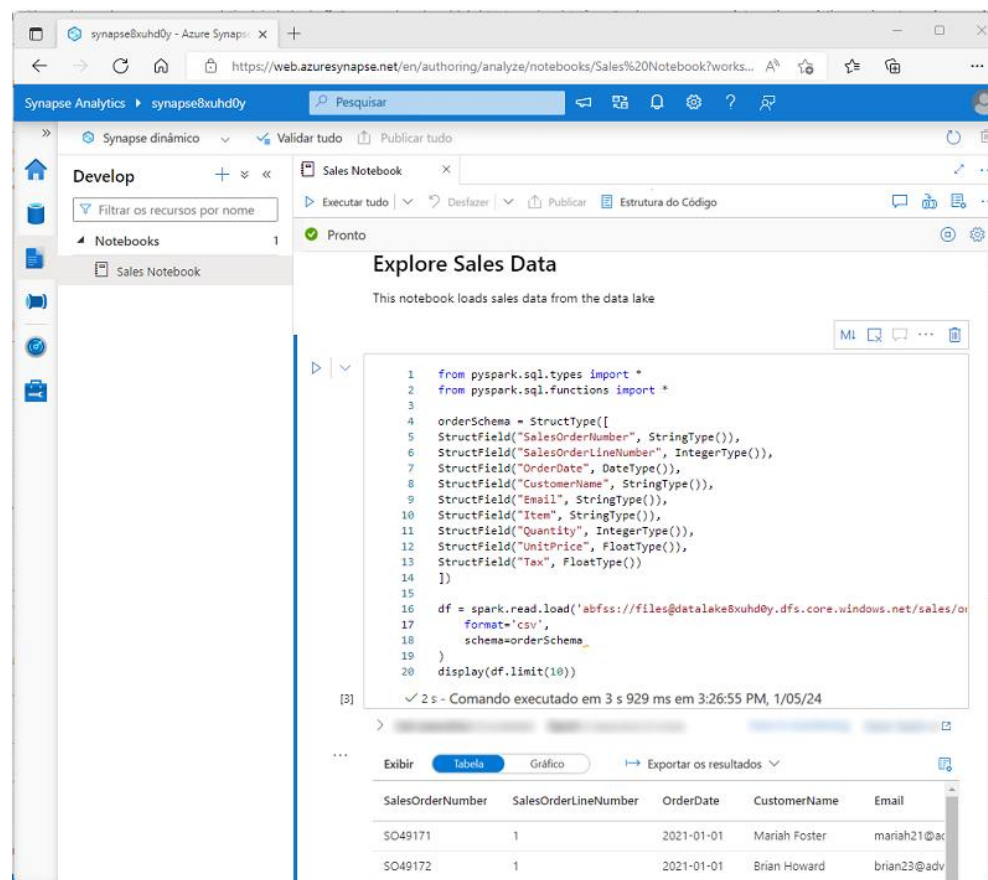 synapse8xuhd0y - Azure Synaps
https://web.azuresynapse.net/en/authoring/analyze/notebooks/Sales%20Notebook?works...
Synapse Analytics synapse8xuhd0y Pesquisar
Synapse dinâmico Validar tudo Publicar tudo
Develop
Filtrar os recursos por nome
Notebooks 1
Sales Notebook
Sales Notebook
Executar tudo Desfazer Publicar Estrutura do Código
Pronto
Explore Sales Data
This notebook loads sales data from the data lake
M↓
1 from pyspark.sql.types import *
2 from pyspark.sql.functions import *
3
4 orderSchema = StructType([
5 StructField("SalesOrderNumber", StringType()),
6 StructField("SalesOrderLineNumber", IntegerType()),
7 StructField("OrderDate", DateType()),
8 StructField("CustomerName", StringType()),
9 StructField("Email", StringType()),
10 StructField("Item", StringType()),
11 StructField("Quantity", IntegerType()),
12 StructField("UnitPrice", FloatType()),
13 StructField("Tax", FloatType())
14 ])
15
16 df = spark.read.load('abfss://files@datalake8xuhd0y.dfs.core.windows.net/sales/or
17 format='csv',
18 schema=orderSchema
19 )
20 display(df.limit(10))
[3] 2 s - Comando executado em 3 s 929 ms em 3:26:55 PM, 1/05/24
Exibir Tabela Gráfico Exportar os resultados
SalesOrderNumber SalesOrderLineNumber OrderDate CustomerName Email
SO49171 1 2021-01-01 Mariah Foster mariah21@ad
SO49172 1 2021-01-01 Brian Howard brian23@adv